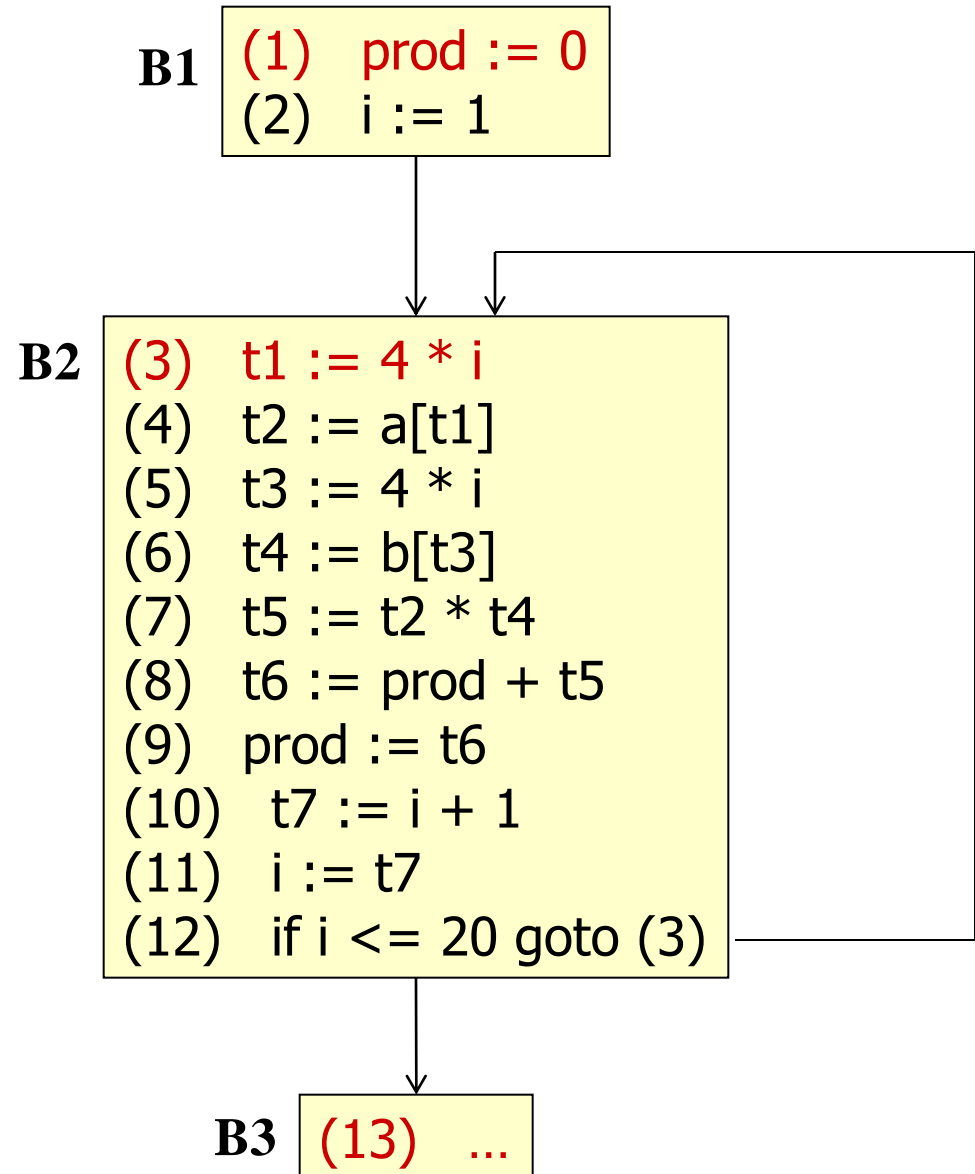 B1
(1) prod := 0
(2) i := 1
B2
(3) t1 := 4 * i
(4) t2 := a[t1]
(5) t3 := 4 * i
(6) t4 := b[t3]
(7) t5 := t2 * t4
(8) t6 := prod + t5
(9) prod := t6
(10) t7 := i + 1
(11) i := t7
(12) if i <= 20 goto (3)
B3
(13) …